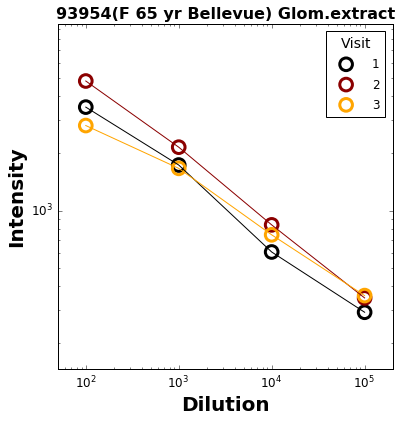 93954(F 65 yr Bellevue) Glom.extract
Visit
1
2
3
Intensity
10³
10² 10³ 10⁴ 10⁵
Dilution